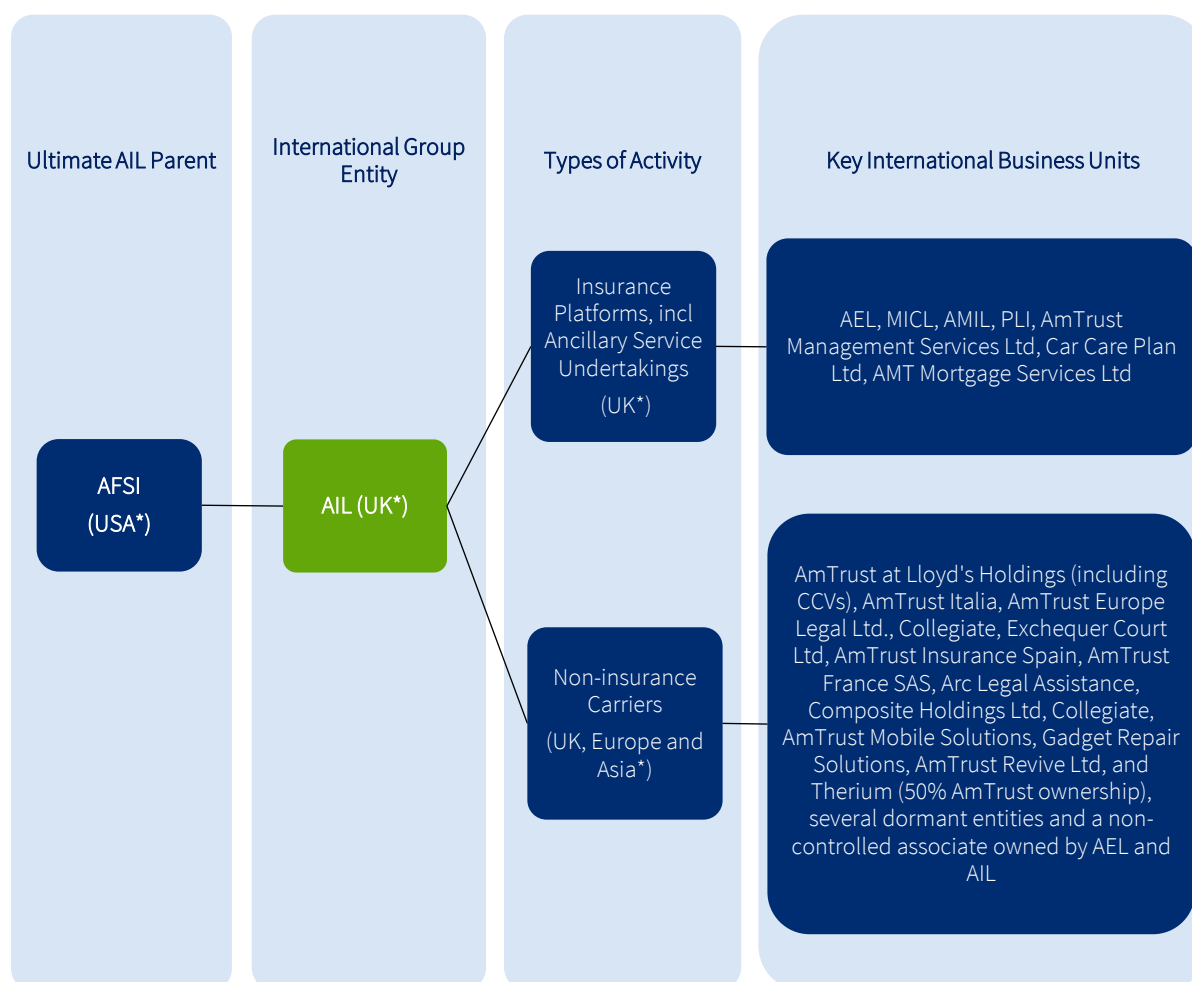 Ultimate AIL Parent
International Group
Entity
Types of Activity
Key International Business Units
AFSI
(USA*)
AIL (UK*)
Insurance
Platforms, incl
Ancillary Service
Undertakings
(UK*)
AEL, MICL, AMIL, PLI, AmTrust
Management Services Ltd, Car Care Plan
Ltd, AMT Mortgage Services Ltd
Non-insurance
Carriers
(UK, Europe and
Asia*)
AmTrust at Lloyd's Holdings (including
CCVs), AmTrust Italia, AmTrust Europe
Legal Ltd., Collegiate, Exchequer Court
Ltd, AmTrust Insurance Spain, AmTrust
France SAS, Arc Legal Assistance,
Composite Holdings Ltd, Collegiate,
AmTrust Mobile Solutions, Gadget Repair
Solutions, AmTrust Revive Ltd, and
Therium (50% AmTrust ownership),
several dormant entities and a non-
controlled associate owned by AEL and
AIL